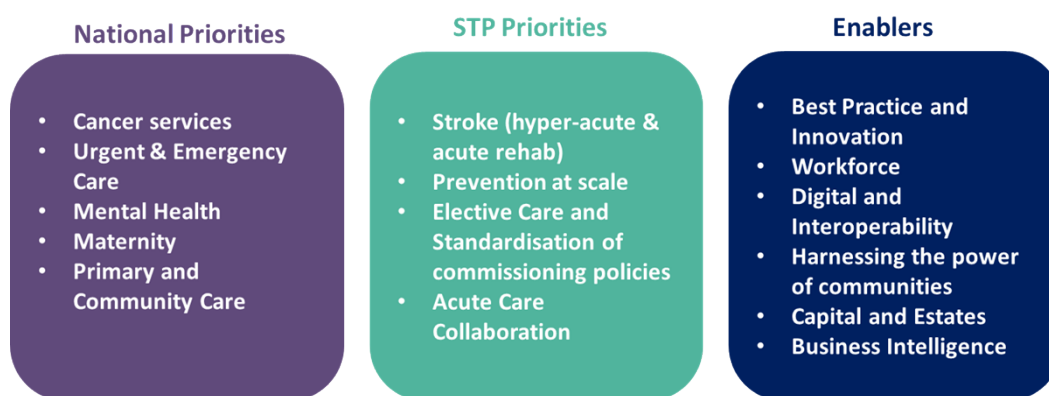 National Priorities
• Cancer services
• Urgent & Emergency
Care
• Mental Health
• Maternity
• Primary and
Community Care
STP Priorities
• Stroke (hyper-acute &
acute rehab)
• Prevention at scale
• Elective Care and
Standardisation of
commissioning policies
• Acute Care
Collaboration
Enablers
• Best Practice and
Innovation
• Workforce
• Digital and
Interoperability
• Harnessing the power
of communities
• Capital and Estates
• Business Intelligence